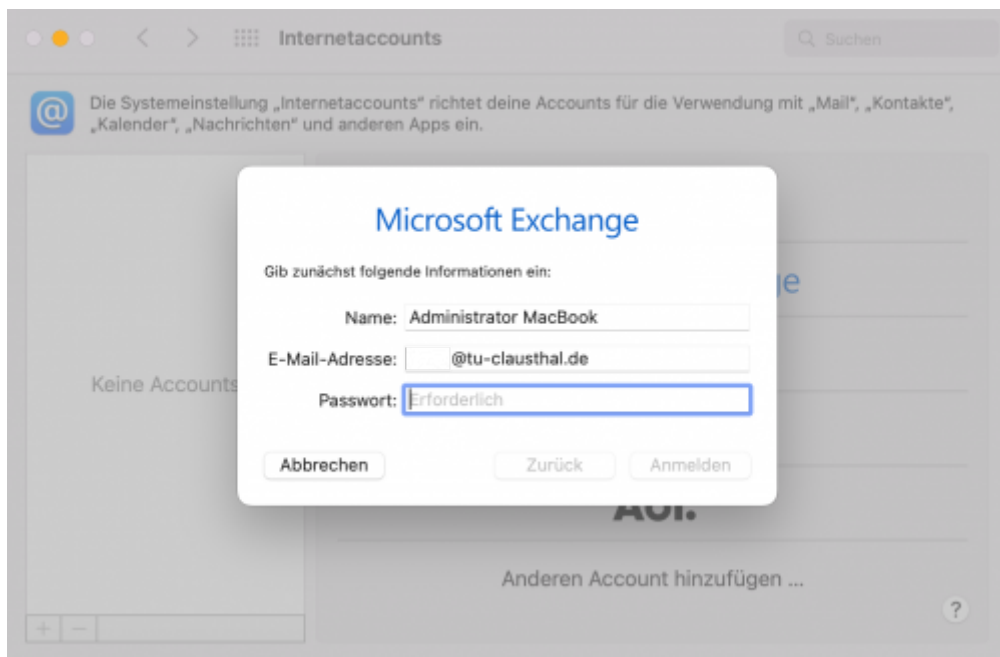 Internetaccounts
Suchen
Die Systemeinstellung „Internetaccounts“ richtet deine Accounts für die Verwendung mit „Mail“, „Kontakte“,
„Kalender“, „Nachrichten“ und anderen Apps ein.
Microsoft Exchange
Gib zunächst folgende Informationen ein:
Name: Administrator MacBook
E-Mail-Adresse: @tu-clausthal.de
Passwort: Erforderlich
Abbrechen Zurück Anmelden
Keine Accounts
Aol.
Anderen Account hinzufügen ...
?
+ −